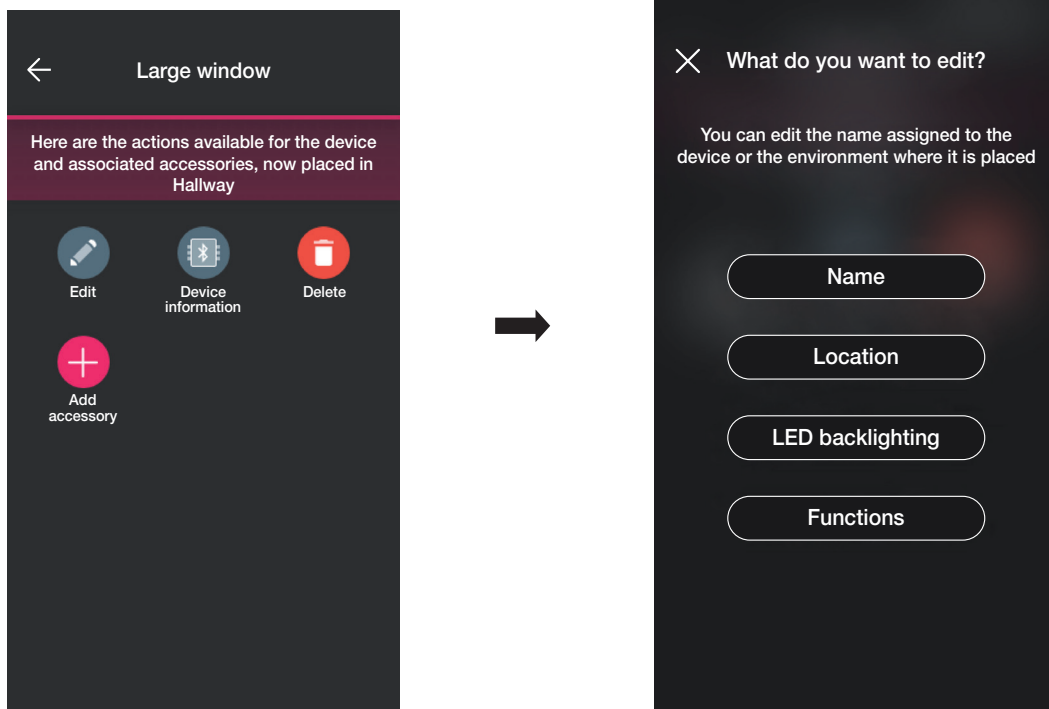 Large window
Here are the actions available for the device
and associated accessories, now placed in
Hallway
Edit
Device
information
Delete
Add
accessory
What do you want to edit?
You can edit the name assigned to the
device or the environment where it is placed
Name
Location
LED backlighting
Functions